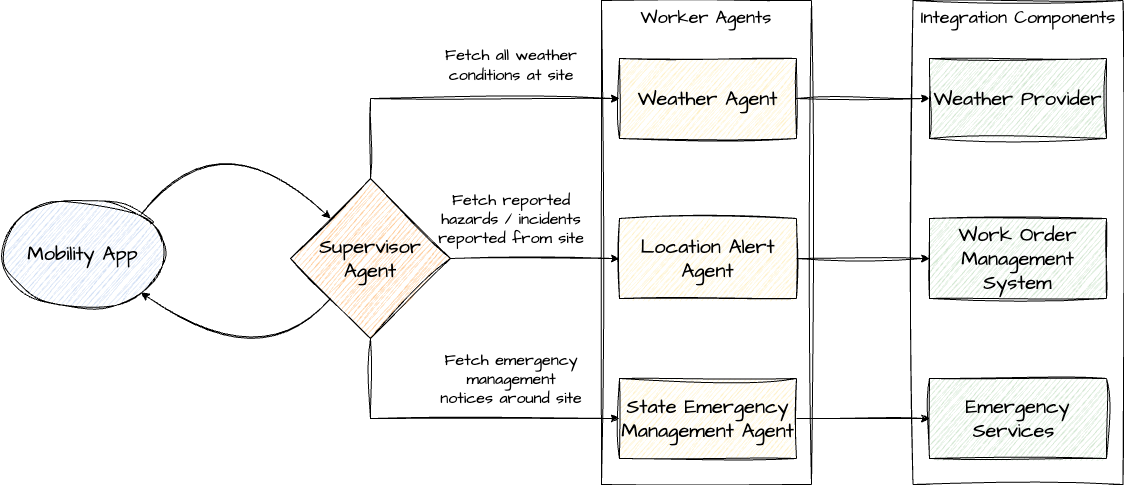 Worker Agents
Integration Components
Fetch all weather
conditions at site
Weather Agent
Weather Provider
Fetch reported
hazards / incidents
reported from site
Mobility App
Supervisor
Agent
Location Alert
Agent
Work Order
Management
System
Fetch emergency
management
notices around site
State Emergency
Management Agent
Emergency
Services